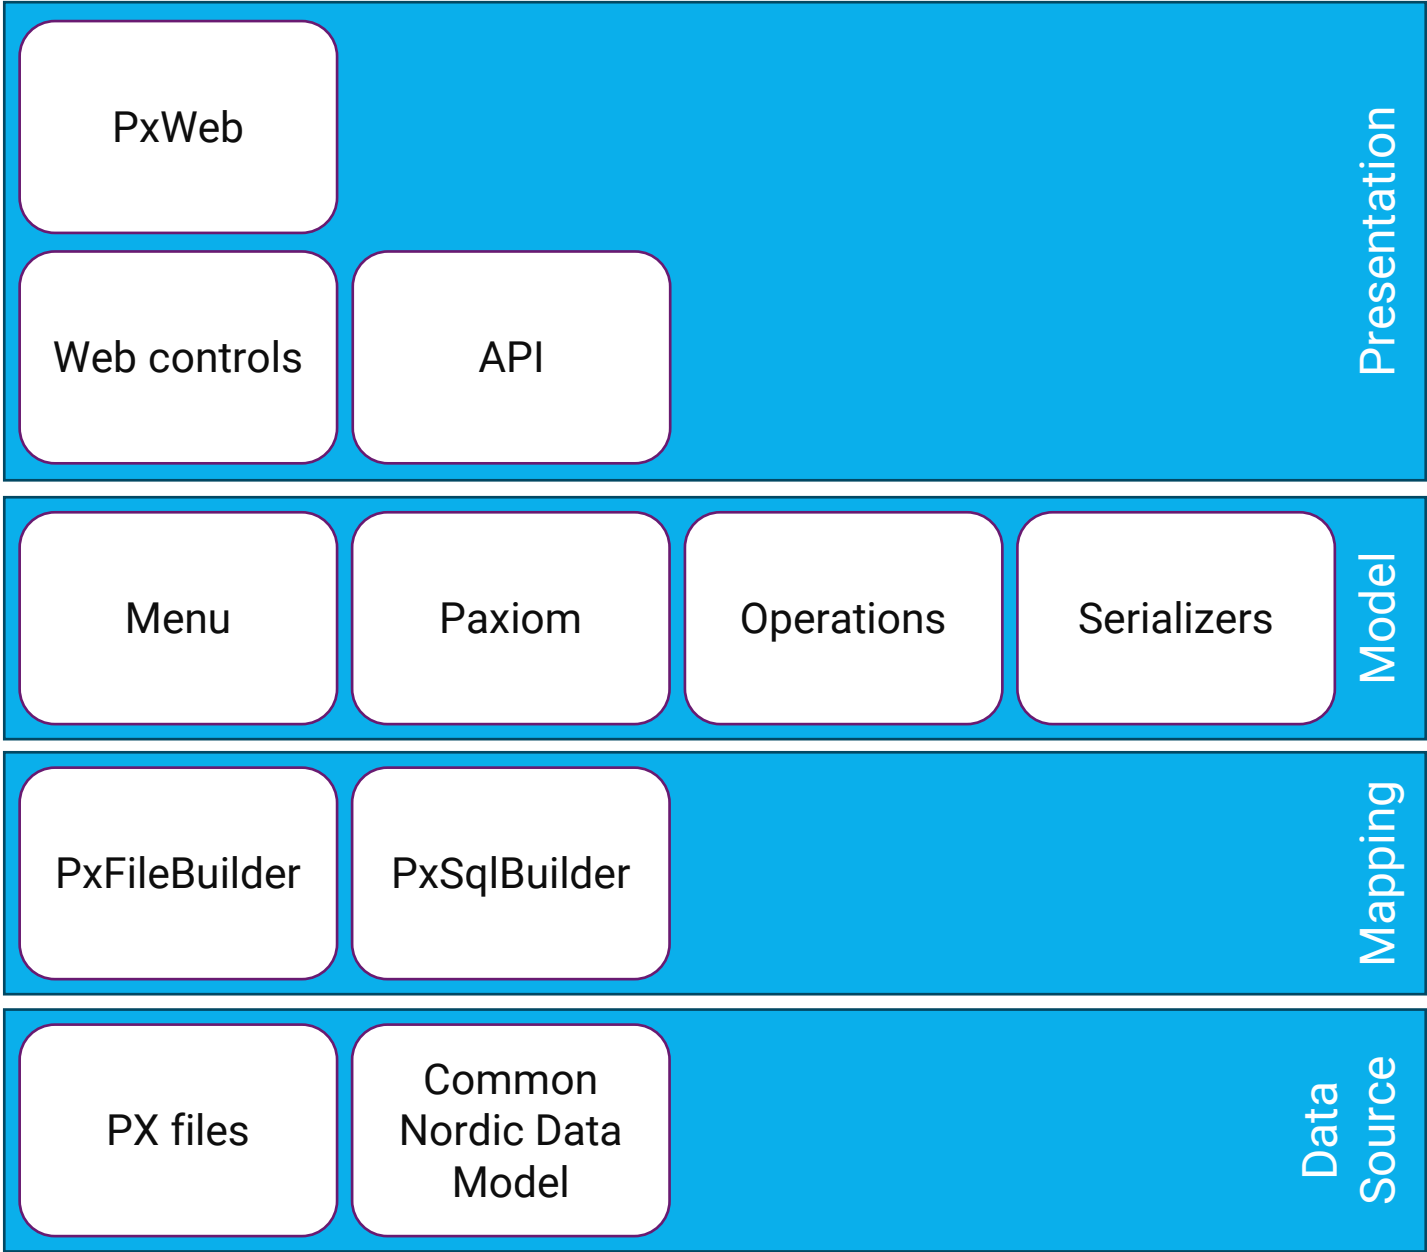 PxWeb
Web controls
API
Presentation
Menu
Paxiom
Operations
Serializers
Model
PxFileBuilder
PxSqlBuilder
Mapping
PX files
Common
Nordic Data
Model
Data
Source